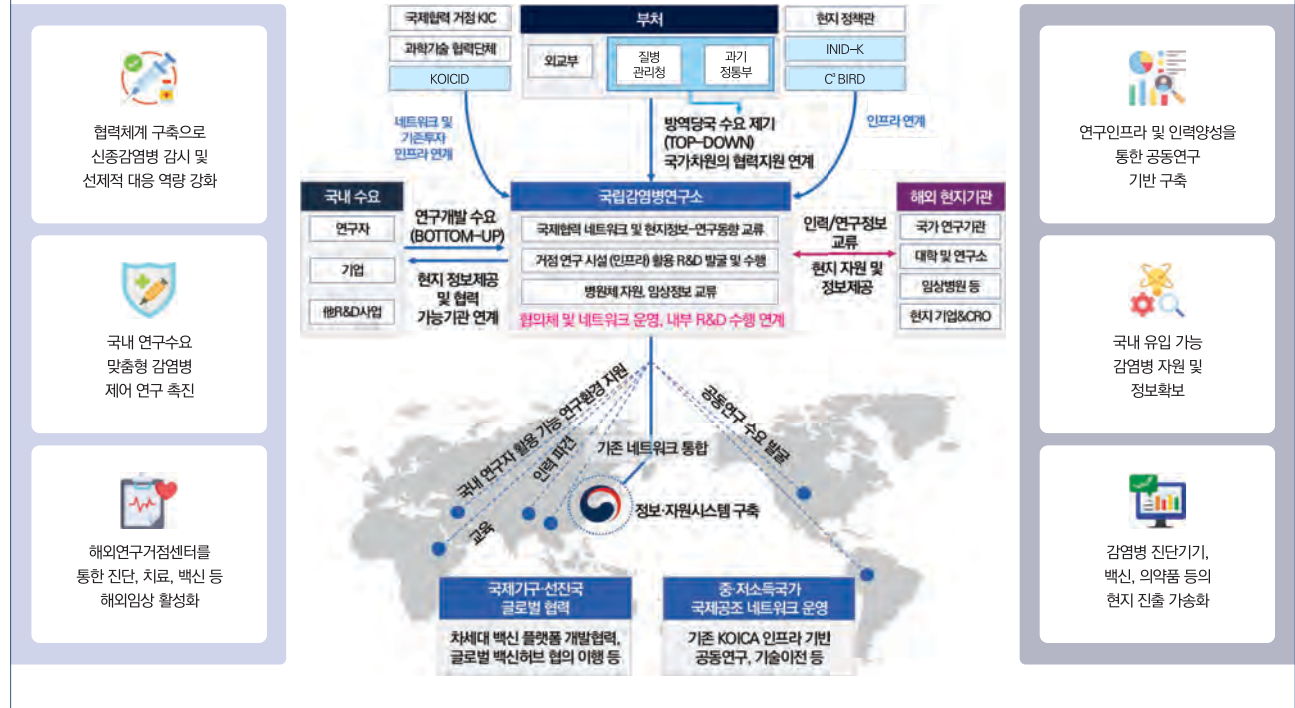 협력체계 구축으로
신종감염병 감시 및
선제적 대응 역량 강화
국내 연구수요
맞춤형 감염병
제어 연구 촉진
해외연구거점센터를
통한 진단, 치료, 백신 등
해외임상 활성화
국제협력 거점 KIC
과학기술 협력단체
KOICID
부처
외교부
질병
관리청
과기
정통부
현지 정책관
INID-K
C³ BIRD
네트워크 및
기존투자
인프라 연계
방역당국 수요 제기
(TOP-DOWN)
국가차원의 협력지원 연계
인프라 연계
국내 수요
연구자
기업
他R&D사업
연구개발 수요
(BOTTOM-UP)
현지 정보제공
및 협력
가능기관 연계
국립감염병연구소
국제협력 네트워크 및 현지정보-연구동향 교류
거점 연구 시설 (인프라) 활용 R&D 발굴 및 수행
병원체 자원, 임상정보 교류
협의체 및 네트워크 운영, 내부 R&D 수행 연계
인력/연구정보
교류
현지 자원 및
정보제공
해외 현지기관
국가 연구기관
대학 및 연구소
임상병원 등
현지 기업&CRO
국내 연구자 활용 가능 연구환경 지원
인력 파견
교육
기존 네트워크 통합
공동연구 수요 발굴
정보·자원시스템 구축
국제기구·선진국
글로벌 협력
차세대 백신 플랫폼 개발협력,
글로벌 백신허브 협의 이행 등
중·저소득국가
국제공조 네트워크 운영
기존 KOICA 인프라 기반
공동연구, 기술이전 등
연구인프라 및 인력양성을
통한 공동연구
기반 구축
국내 유입 가능
감염병 자원 및
정보확보
감염병 진단기기,
백신, 의약품 등의
현지 진출 가송화